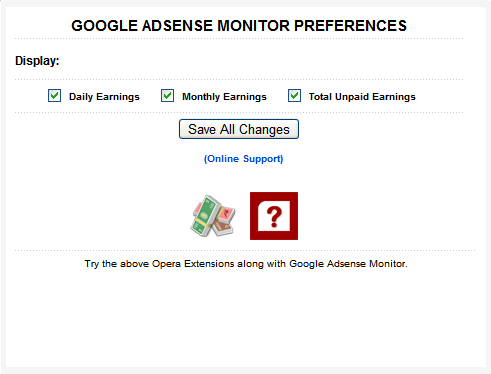 GOOGLE ADSENSE MONITOR PREFERENCES
Display:
Daily Earnings Monthly Earnings Total Unpaid Earnings
Save All Changes
(Online Support)
?
Try the above Opera Extensions along with Google Adsense Monitor.